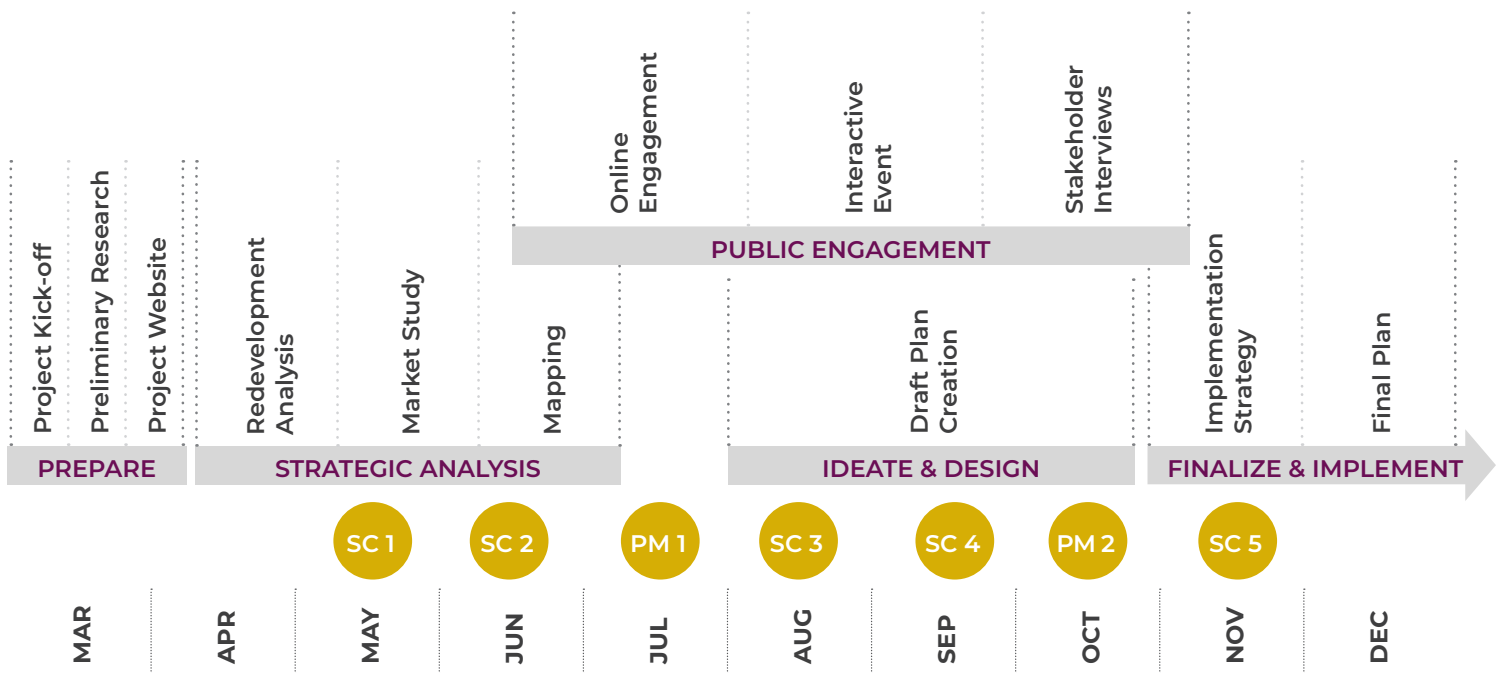 Online
Engagement
Interactive
Event
Stakeholder
Interviews
PUBLIC ENGAGEMENT
Project Kick-off
Preliminary Research
Project Website
Redevelopment
Analysis
Market Study
Mapping
Draft Plan
Creation
Implementation
Strategy
Final Plan
PREPARE
STRATEGIC ANALYSIS
IDEATE & DESIGN
FINALIZE & IMPLEMENT
SC 1
SC 2
PM 1
SC 3
SC 4
PM 2
SC 5
MAR
APR
MAY
JUN
JUL
AUG
SEP
OCT
NOV
DEC